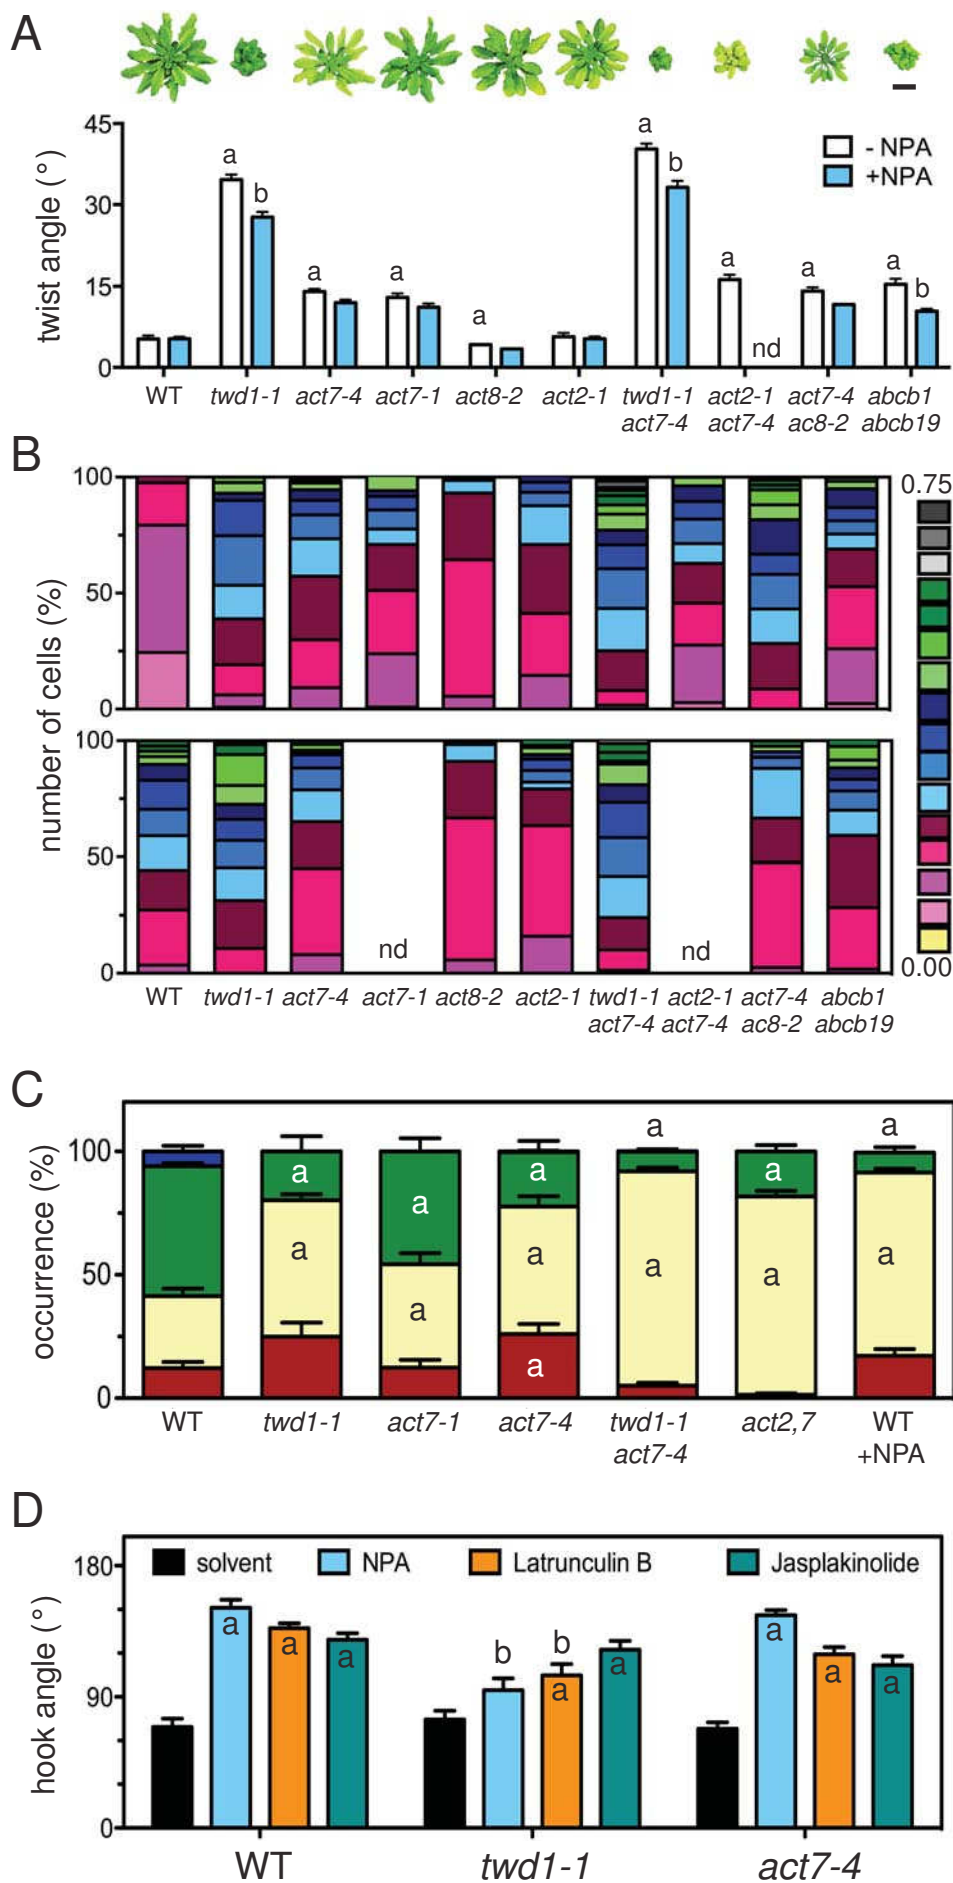 A
twist angle (°)
45
30
15
0
a
b
a
a
a
a
b
a
nd
a
a
b
- NPA
+NPA
WT twd1-1 act7-4 act7-1 act8-2 act2-1 twd1-1 act2-1 act7-4 abcb1
act7-4 act7-4 ac8-2 abcb19
B
number of cells (%)
100
50
0
100
50
0
nd
nd
0.75
0.00
WT twd1-1 act7-4 act7-1 act8-2 act2-1 twd1-1 act2-1 act7-4 abcb1
act7-4 act7-4 ac8-2 abcb19
C
occurrence (%)
100
50
0
a
a
a
a
a
a
a
a
a
a
a
a
a
WT twd1-1 act7-1 act7-4 twd1-1 act2,7 WT
act7-4 +NPA
D
hook angle (°)
180
90
0
solvent NPA Latrunculin B Jasplakinolide
a
a
a
b
b
a
a
a
a
a
WT twd1-1 act7-4